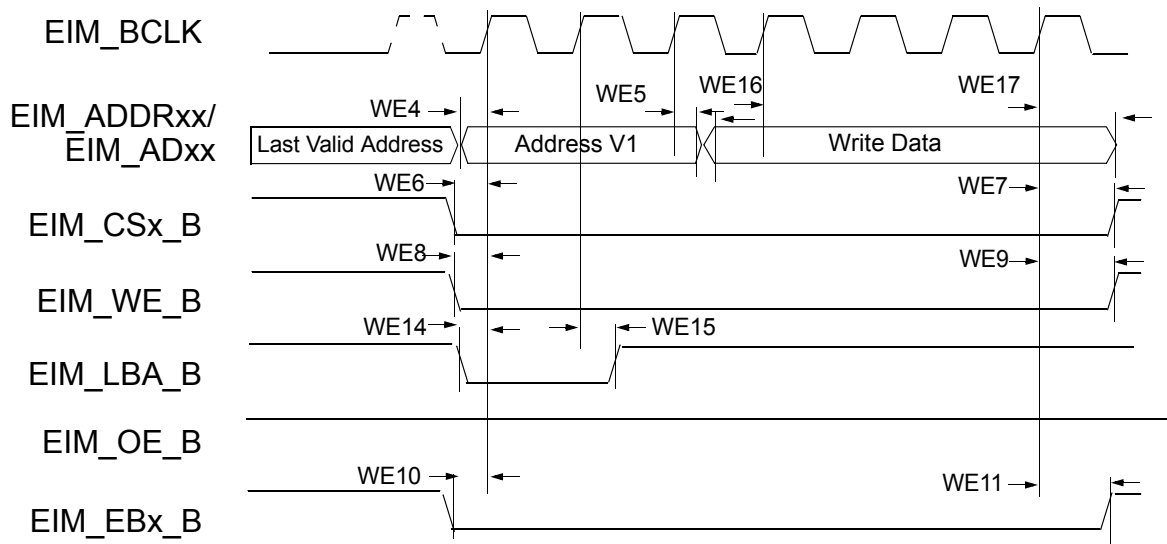 EIM_BCLK
WE5
WE16
WE17
WE4
EIM_ADDRxx/
EIM_ADxx
Last Valid Address
Address V1
Write Data
WE6
WE7
EIM_CSx_B
WE8
WE9
EIM_WE_B
WE14
WE15
EIM_LBA_B
EIM_OE_B
WE10
WE11
EIM_EBx_B